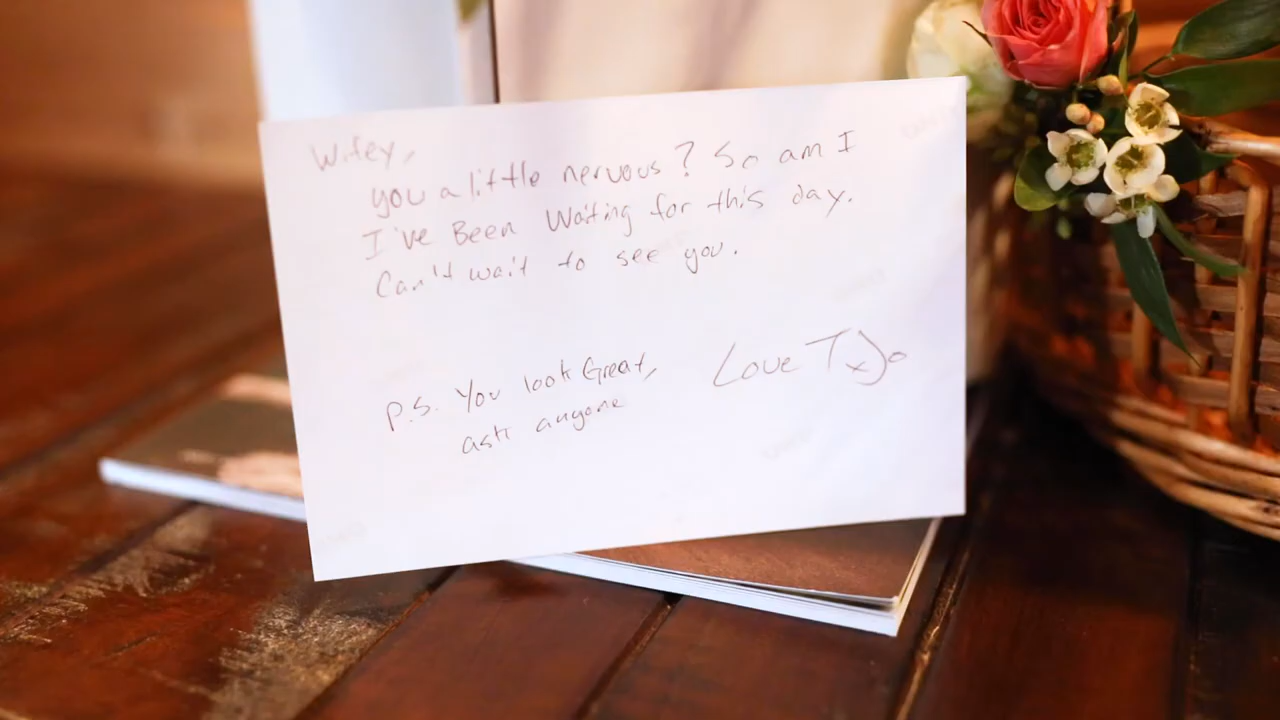 Wifey,
you a little nervous? So am I
I've Been Waiting for this day.
Can't wait to see you.
P.S. You look Great,
ask anyone
Love TxJo